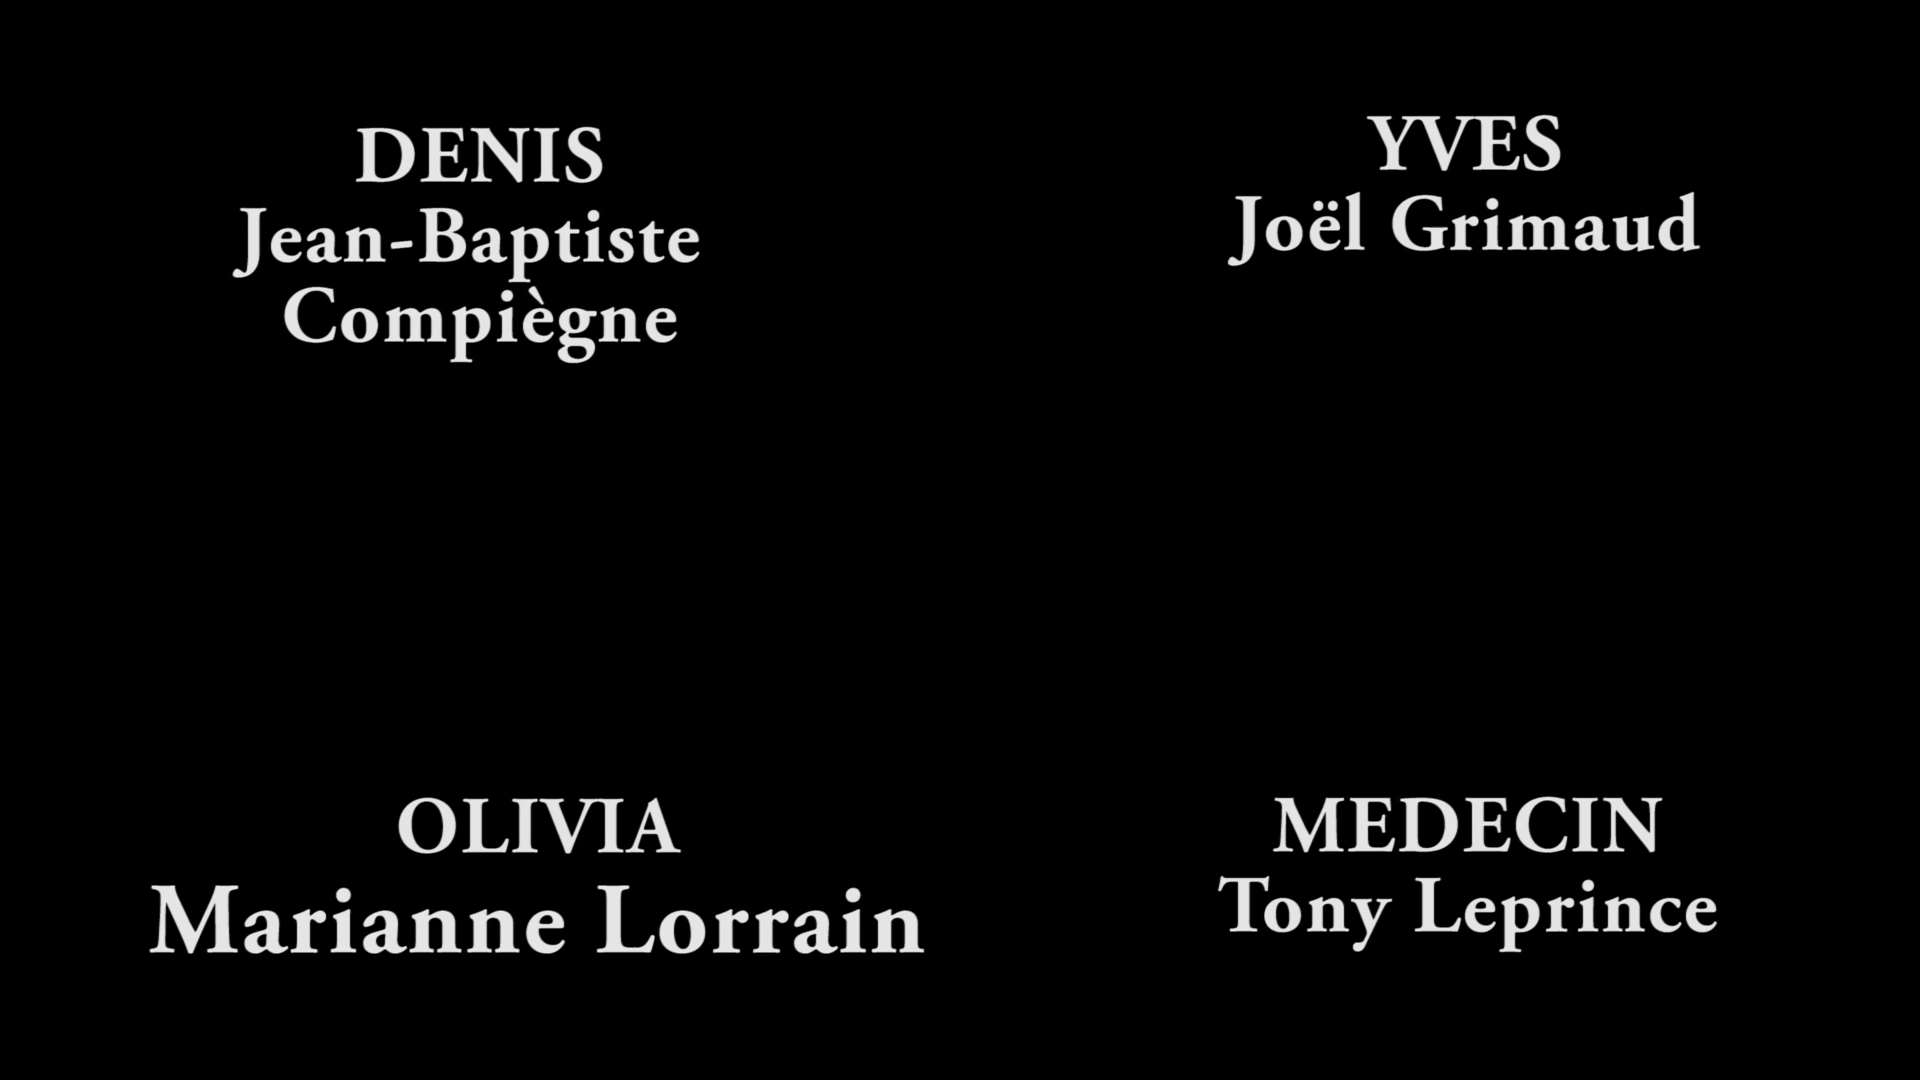 DENIS
Jean-Baptiste
Compiègne
YVES
Joël Grimaud
OLIVIA
Marianne Lorrain
MEDECIN
Tony Leprince